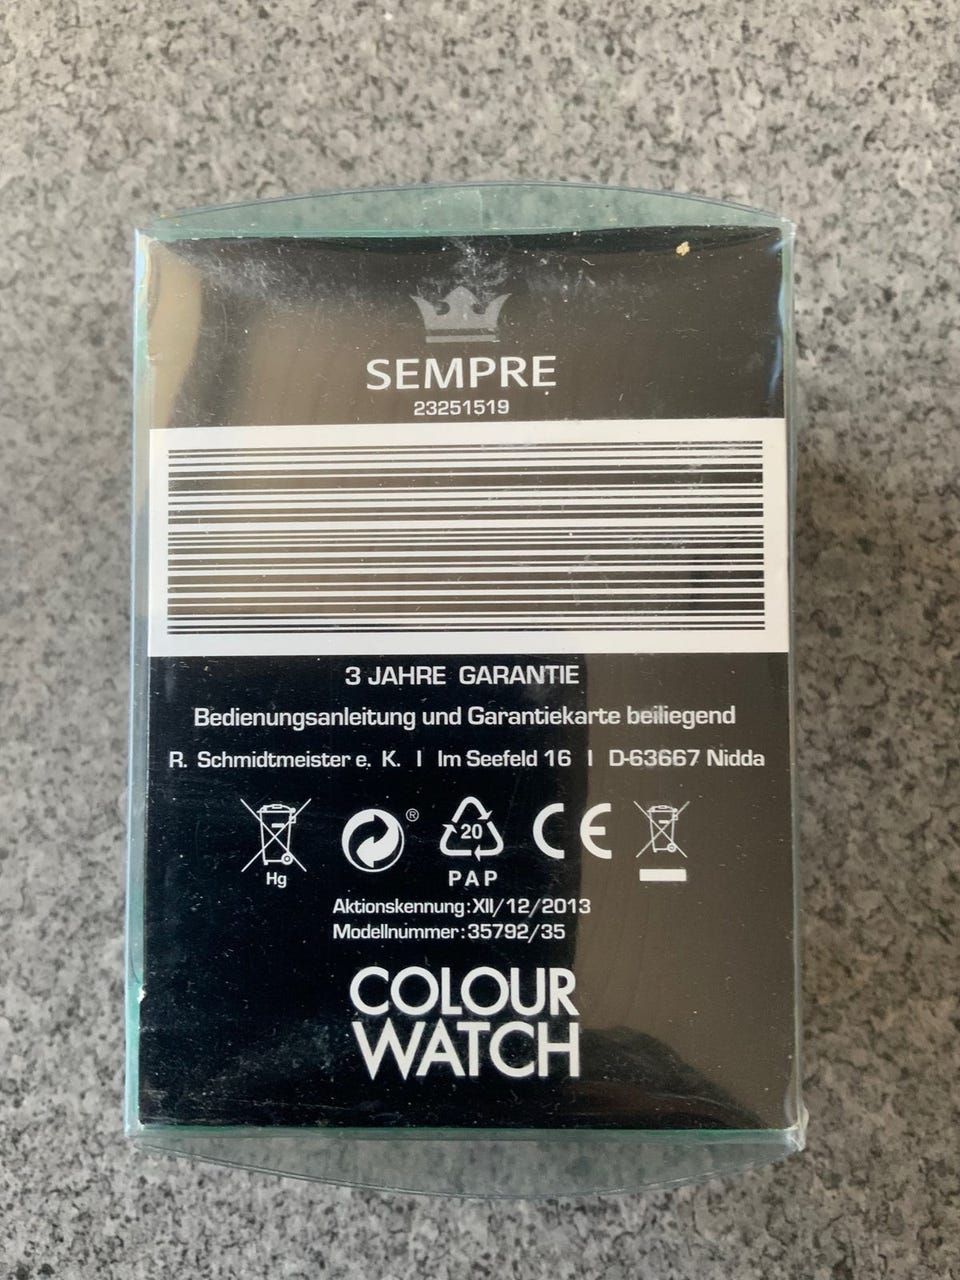 SEMPRE
23251519
3 JAHRE GARANTIE
Bedienungsanleitung und Garantiekarte beiliegend
R. Schmidtmeister e. K. | Im Seefeld 16 | D-63667 Nidda
Hg
®
20
PAP
CE
Aktionskennung:XII/12/2013
Modellnummer:35792/35
COLOUR
WATCH